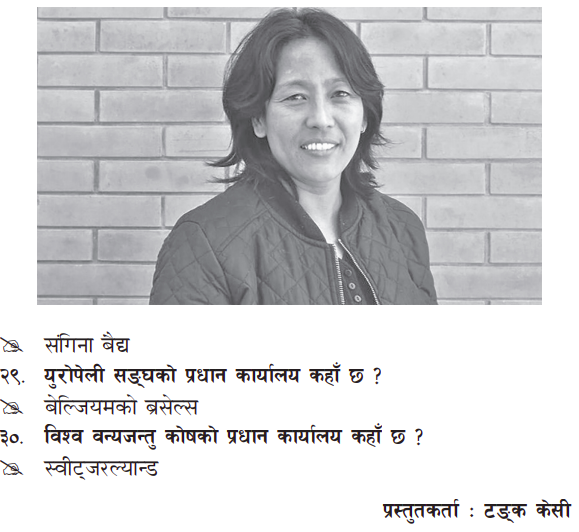 संगिना बैद्य
२९. युरोपेली सङ्घको प्रधान कार्यालय कहाँ छ ?
बेल्जियमको ब्रसेल्स
३०. विश्व वन्यजन्तु कोषको प्रधान कार्यालय कहाँ छ ?
स्वीट्जरल्यान्ड
प्रस्तुतकर्ता : टङ्क केसी